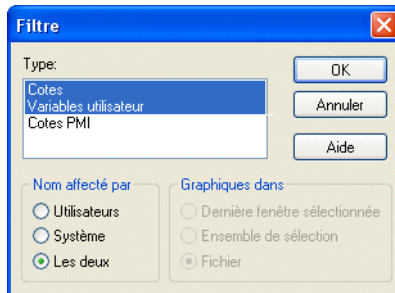 Filtre
Type:
OK
Cotes
Variables utilisateur
Annuler
Cotes PMI
Aide
Nom affecté par
Graphiques dans
Utilisateurs
Dernière fenêtre sélectionnée
Système
Ensemble de sélection
Les deux
Fichier